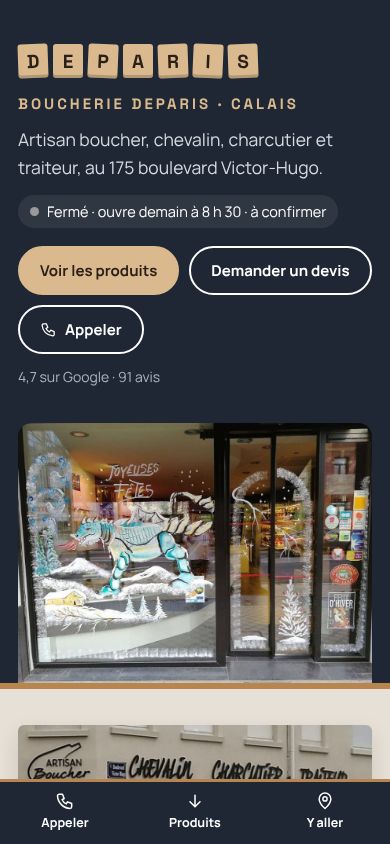 DEPARIS
BOUCHERIE DEPARIS · CALAIS
Artisan boucher, chevalin, charcutier et
traiteur, au 175 boulevard Victor-Hugo.
Fermé · ouvre demain à 8 h 30 · à confirmer
Voir les produits
Demander un devis
Appeler
4,7 sur Google · 91 avis
JOYEUSES
FÊTES
D'HIVER
ARTISAN
Boucher
CHEVALIN
CHARCUTIER
TRAITEUR
Appeler
Produits
Y aller